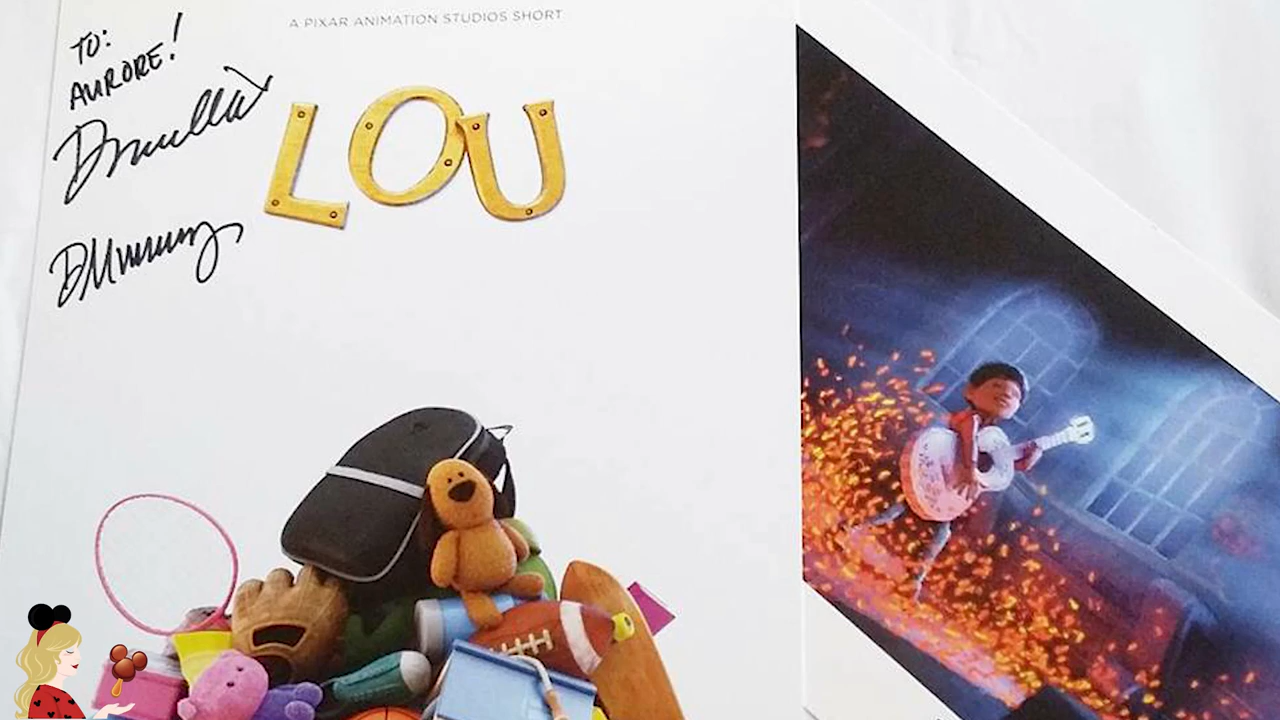 A PIXAR ANIMATION STUDIOS SHORT
TO:
AURORE!
LOU